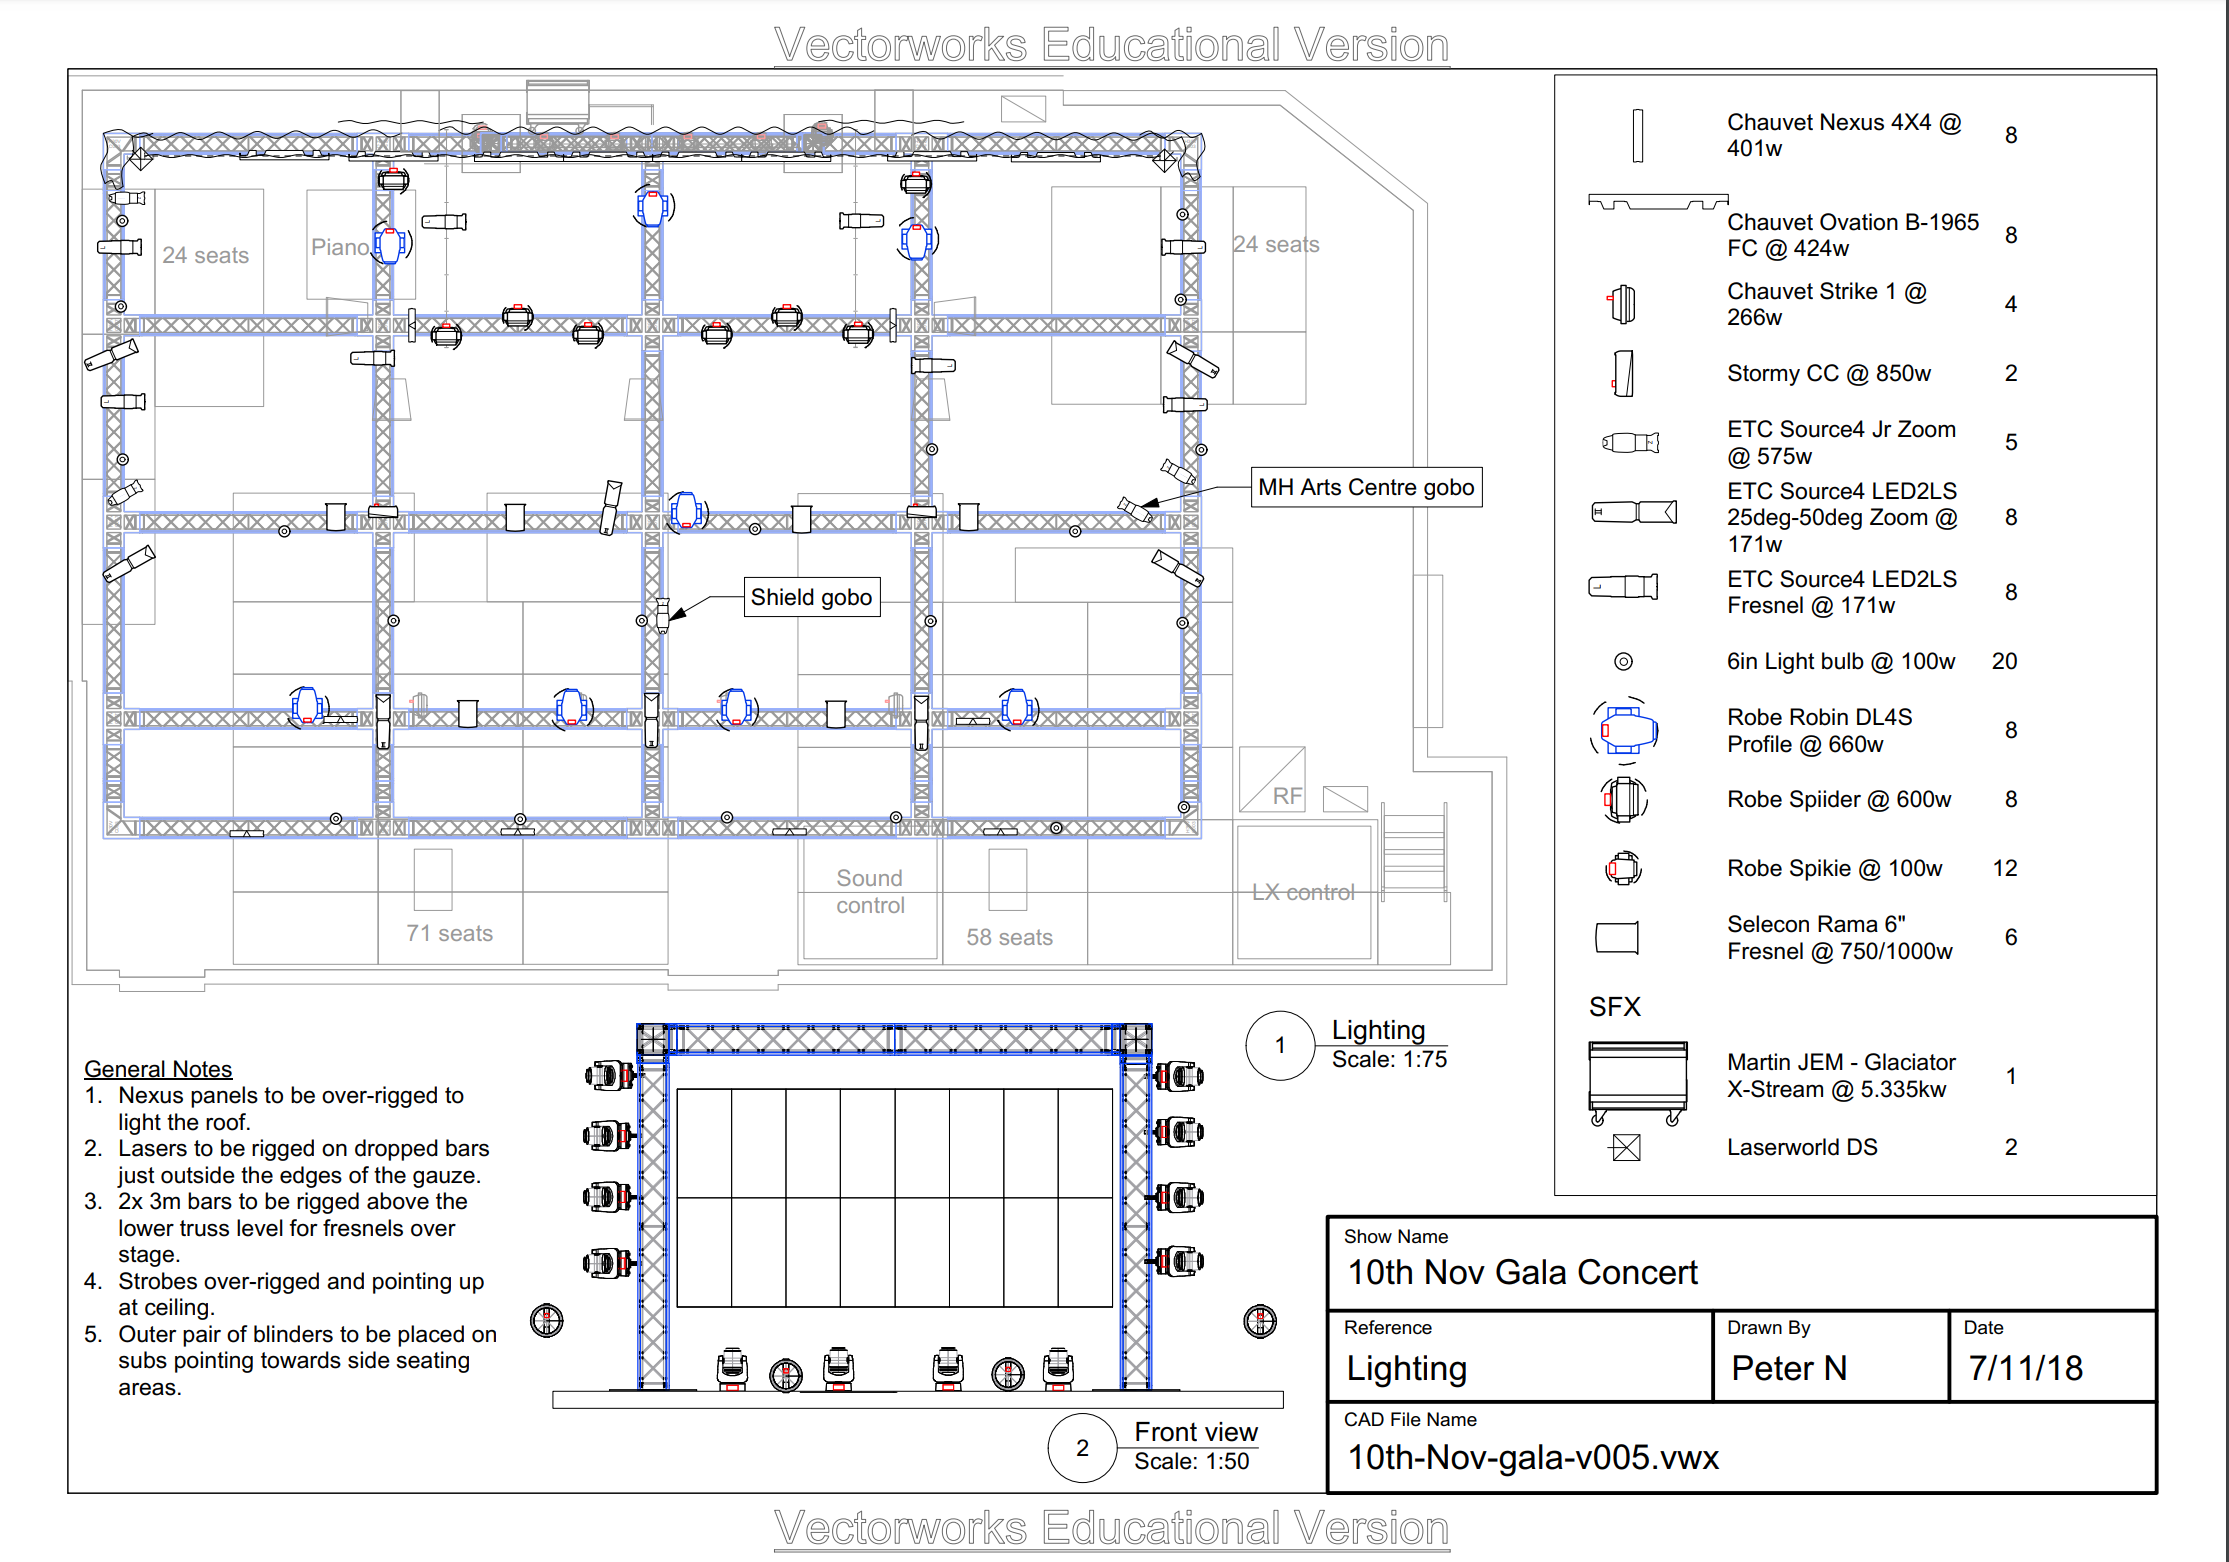 Vectorworks Educational Version
24 seats
Piano
24 seats
MH Arts Centre gobo
Shield gobo
RF
Sound
control
LX control
71 seats
58 seats
Chauvet Nexus 4X4 @
401w
8
Chauvet Ovation B-1965
FC @ 424w
8
Chauvet Strike 1 @
266w
4
Stormy CC @ 850w
2
ETC Source4 Jr Zoom
@ 575w
5
ETC Source4 LED2LS
25deg-50deg Zoom @
171w
8
ETC Source4 LED2LS
Fresnel @ 171w
8
6in Light bulb @ 100w
20
Robe Robin DL4S
Profile @ 660w
8
Robe Spiider @ 600w
8
Robe Spikie @ 100w
12
Selecon Rama 6"
Fresnel @ 750/1000w
6
SFX
Martin JEM - Glaciator
X-Stream @ 5.335kw
1
Laserworld DS
2
1
Lighting
Scale: 1:75
General Notes
1. Nexus panels to be over-rigged to
light the roof.
2. Lasers to be rigged on dropped bars
just outside the edges of the gauze.
3. 2x 3m bars to be rigged above the
lower truss level for fresnels over
stage.
4. Strobes over-rigged and pointing up
at ceiling.
5. Outer pair of blinders to be placed on
subs pointing towards side seating
areas.
2
Front view
Scale: 1:50
Show Name
10th Nov Gala Concert
Reference
Lighting
Drawn By
Peter N
Date
7/11/18
CAD File Name
10th-Nov-gala-v005.vwx
Vectorworks Educational Version